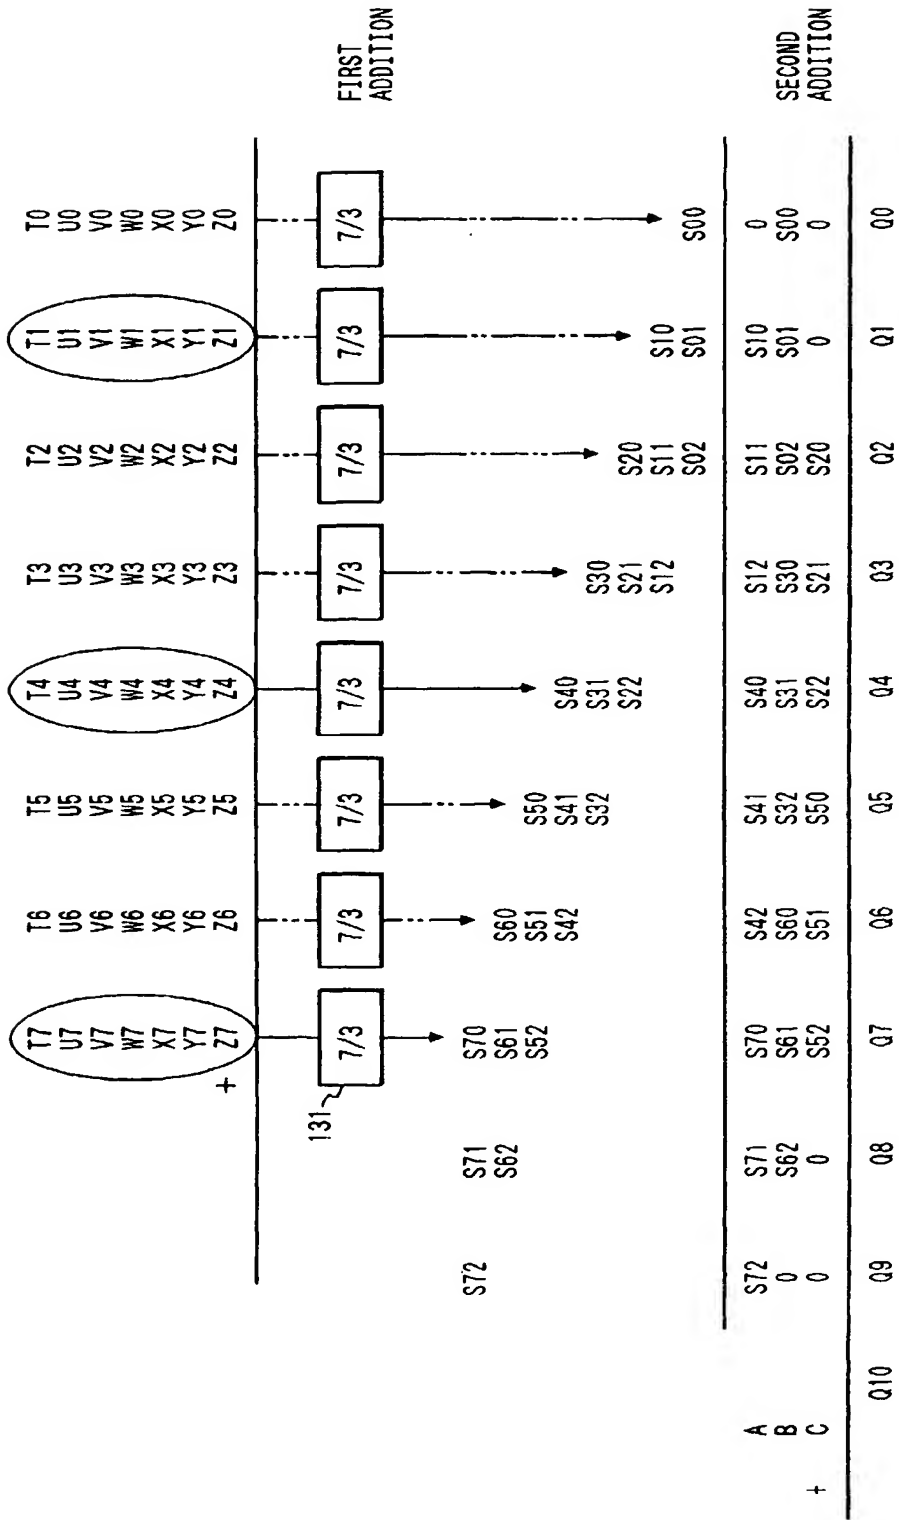 T7 T6 T5 T4 T3 T2 T1 T0
U7 U6 U5 U4 U3 U2 U1 U0
V7 V6 V5 V4 V3 V2 V1 V0
W7 W6 W5 W4 W3 W2 W1 W0
X7 X6 X5 X4 X3 X2 X1 X0
Y7 Y6 Y5 Y4 Y3 Y2 Y1 Y0
+ Z7 Z6 Z5 Z4 Z3 Z2 Z1 Z0
131
7/3 7/3 7/3 7/3 7/3 7/3 7/3 7/3
FIRST
ADDITION
S72 S71 S70
S62 S61 S60
S52 S51 S50
S42 S41 S40
S32 S31 S30
S22 S21 S20
S12 S11 S10
S02 S01 S00
A S72 S71 S70 S42 S41 S40 S12 S11 S10 0
B 0 S62 S61 S60 S32 S31 S30 S02 S01 S00
+ C 0 0 S52 S51 S50 S22 S21 S20 0 0
SECOND
ADDITION
Q10 Q9 Q8 Q7 Q6 Q5 Q4 Q3 Q2 Q1 Q0